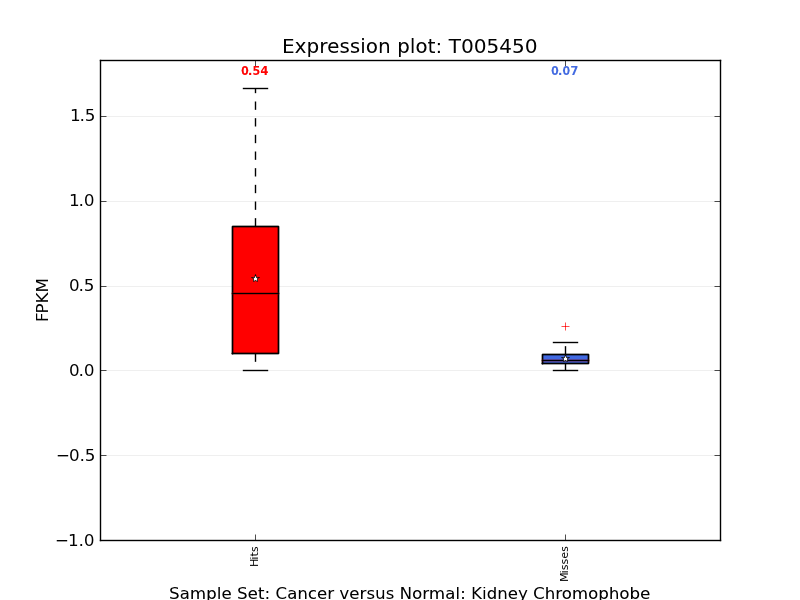 Expression plot: T005450
0.54 0.07
1.5
1.0
0.5
0.0
−0.5
−1.0
FPKM
Hits
Misses
Sample Set: Cancer versus Normal: Kidney Chromophobe